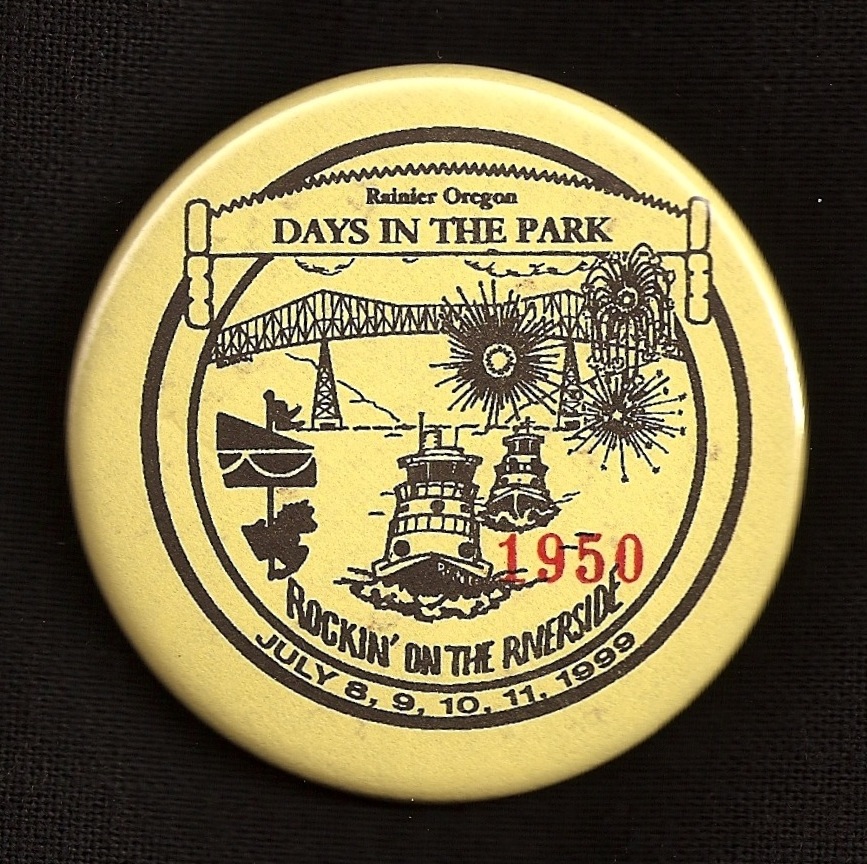 Rainier Oregon
DAYS IN THE PARK
1950
ROCKIN' ON THE RIVERSIDE
JULY 8, 9, 10, 11, 1999